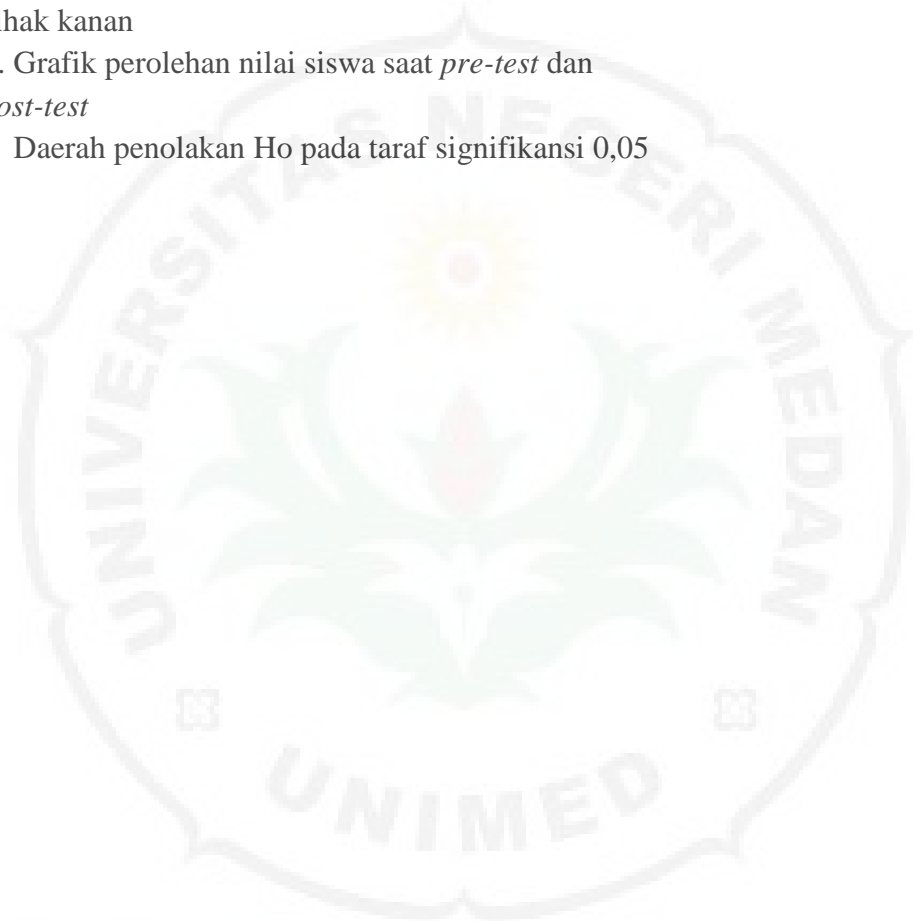 ihak kanan
. Grafik perolehan nilai siswa saat pre-test dan
ost-test
Daerah penolakan Ho pada taraf signifikansi 0,05
UNIVERSITAS NEGERI MEDAN
UNIMED